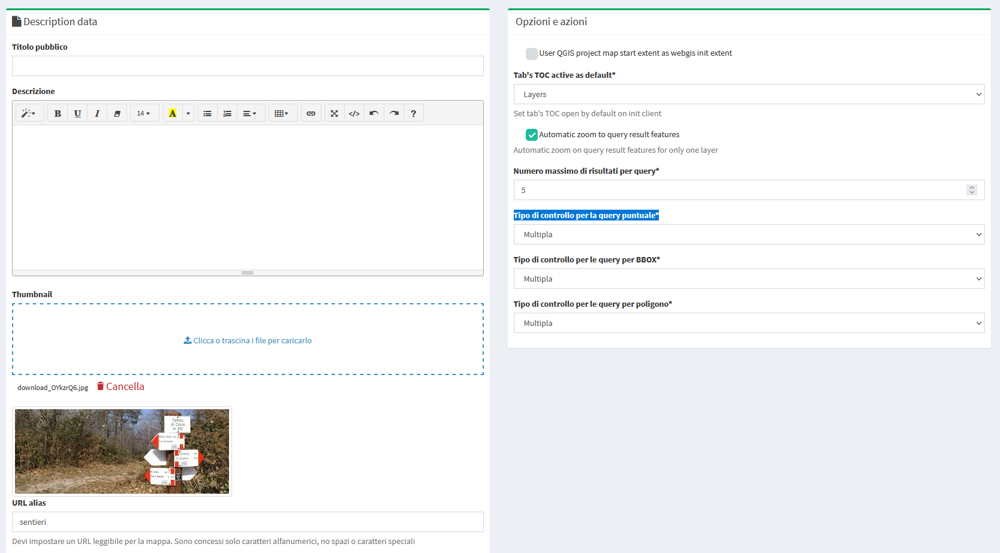 Description data
Titolo pubblico
Descrizione
B U I 14 A </> ?
Thumbnail
Clicca o trascina i file per caricarlo
download_OYkzrQ6.jpg Cancella
Campo
di Croce
m 812
URL alias
sentieri
Devi impostare un URL leggibile per la mappa. Sono concessi solo caratteri alfanumerici, no spazi o caratteri speciali
Opzioni e azioni
User QGIS project map start extent as webgis init extent
Tab's TOC active as default*
Layers
Set tab's TOC open by default on init client
Automatic zoom to query result features
Automatic zoom on query result features for only one layer
Numero massimo di risultati per query*
5
Tipo di controllo per la query puntuale*
Multipla
Tipo di controllo per le query per BBOX*
Multipla
Tipo di controllo per le query per poligono*
Multipla